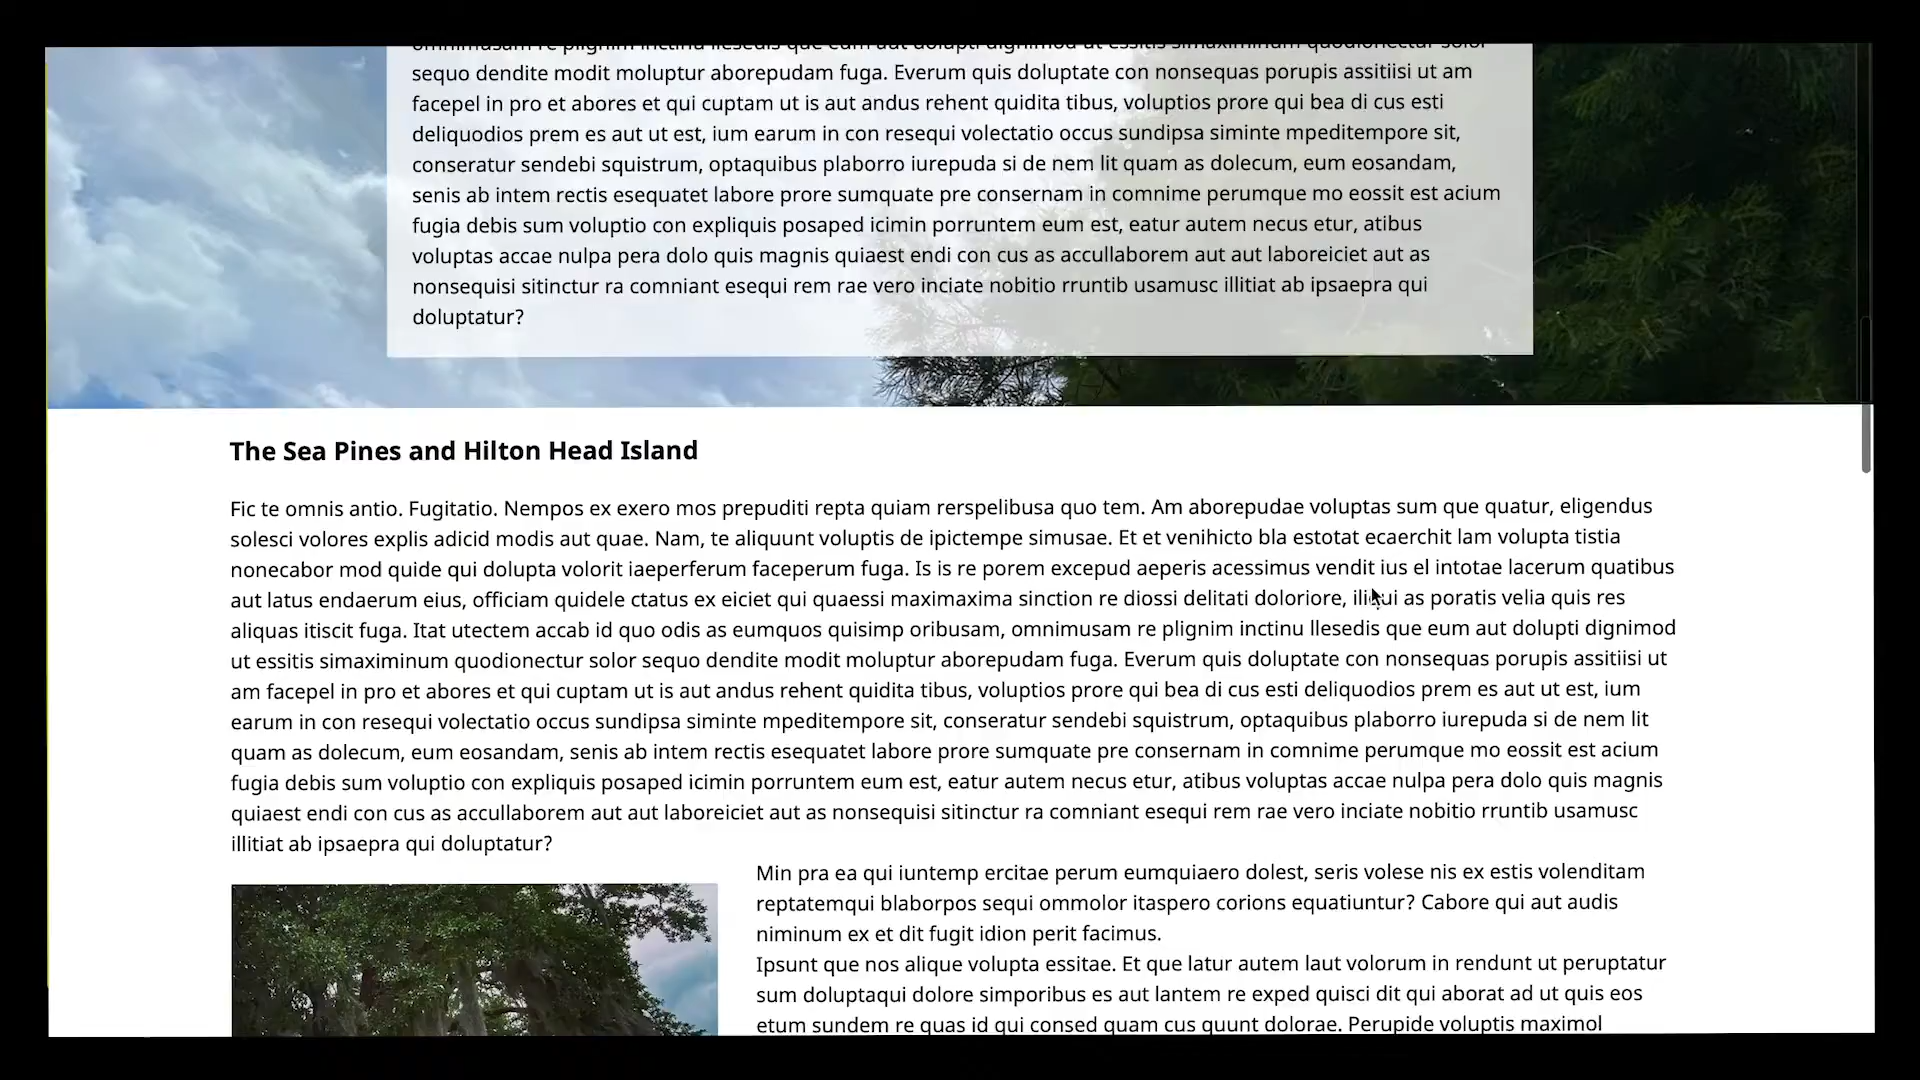 omnimusam re plignim inctinu llesedis que eum aut dolupti dignimod ut essitis simaximinum quodionectur solor
sequo dendite modit moluptur aborepudam fuga. Everum quis doluptate con nonsequas porupis assitiisi ut am
facepel in pro et abores et qui cuptam ut is aut andus rehent quidita tibus, voluptios prore qui bea di cus esti
deliquodios prem es aut ut est, ium earum in con resequi volectatio occus sundipsa siminte mpeditempore sit,
conseratur sendebi squistrum, optaquibus plaborro iurepuda si de nem lit quam as dolecum, eum eosandam,
senis ab intem rectis esequatet labore prore sumquate pre consernam in comnime perumque mo eossit est acium
fugia debis sum voluptio con expliquis posaped icimin porruntem eum est, eatur autem necus etur, atibus
voluptas accae nulpa pera dolo quis magnis quiaest endi con cus as accullaborem aut aut laboreiciet aut as
nonsequisi sitinctur ra comniant esequi rem rae vero inciate nobitio rruntib usamusc illitiat ab ipsaepra qui
doluptatur?
The Sea Pines and Hilton Head Island
Fic te omnis antio. Fugitatio. Nempos ex exero mos prepuditi repta quiam rerspelibusa quo tem. Am aborepudae voluptas sum que quatur, eligendus
solesci volores explis adicid modis aut quae. Nam, te aliquunt voluptis de ipictempe simusae. Et et venihicto bla estotat ecaerchit lam volupta tistia
nonecabor mod quide qui dolupta volorit iaeperferum faceperum fuga. Is is re porem excepud aeperis acessimus vendit ius el intotae lacerum quatibus
aut latus endaerum eius, officiam quidele ctatus ex eiciet qui quaessi maximaxima sinction re diossi delitati doloriore, iliqui as poratis velia quis res
aliquas itiscit fuga. Itat utectem accab id quo odis as eumquos quisimp oribusam, omnimusam re plignim inctinu llesedis que eum aut dolupti dignimod
ut essitis simaximinum quodionectur solor sequo dendite modit moluptur aborepudam fuga. Everum quis doluptate con nonsequas porupis assitiisi ut
am facepel in pro et abores et qui cuptam ut is aut andus rehent quidita tibus, voluptios prore qui bea di cus esti deliquodios prem es aut ut est, ium
earum in con resequi volectatio occus sundipsa siminte mpeditempore sit, conseratur sendebi squistrum, optaquibus plaborro iurepuda si de nem lit
quam as dolecum, eum eosandam, senis ab intem rectis esequatet labore prore sumquate pre consernam in comnime perumque mo eossit est acium
fugia debis sum voluptio con expliquis posaped icimin porruntem eum est, eatur autem necus etur, atibus voluptas accae nulpa pera dolo quis magnis
quiaest endi con cus as accullaborem aut aut laboreiciet aut as nonsequisi sitinctur ra comniant esequi rem rae vero inciate nobitio rruntib usamusc
illitiat ab ipsaepra qui doluptatur?
Min pra ea qui iuntemp ercitae perum eumquiaero dolest, seris volese nis ex estis volenditam
reptatemqui blaborpos sequi ommolor itaspero corions equatiuntur? Cabore qui aut audis
niminum ex et dit fugit idion perit facimus.
Ipsunt que nos alique volupta essitae. Et que latur autem laut volorum in rendunt ut peruptatur
sum doluptaqui dolore simporibus es aut lantem re exped quisci dit qui aborat ad ut quis eos
etum sundem re quas id qui consed quam cus quunt dolorae. Perupide voluptis maximol